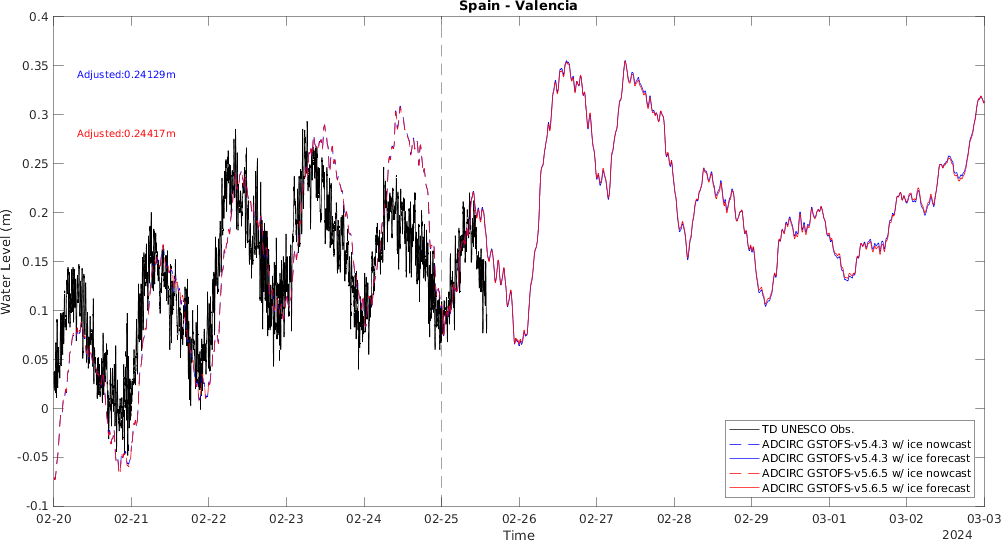 Spain - Valencia
0.4
0.35
0.3
0.25
0.2
0.15
0.1
0.05
0
-0.05
-0.1
Water Level (m)
Adjusted:0.24129m
Adjusted:0.24417m
TD UNESCO Obs.
ADCIRC GSTOFS-v5.4.3 w/ ice nowcast
ADCIRC GSTOFS-v5.4.3 w/ ice forecast
ADCIRC GSTOFS-v5.6.5 w/ ice nowcast
ADCIRC GSTOFS-v5.6.5 w/ ice forecast
02-20 02-21 02-22 02-23 02-24 02-25 02-26 02-27 02-28 02-29 03-01 03-02 03-03
Time
2024